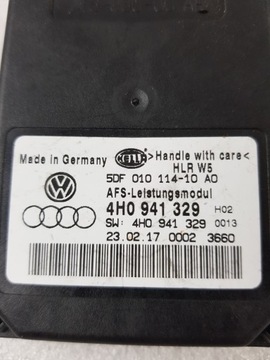 Made in Germany HELLA >Handle with care<
HLR W5
5DF 010 114-10 A0
AFS-Leistungsmodul
4H0 941 329 H02
SW: 4H0 941 329 0013
23.02.17 0002 3660